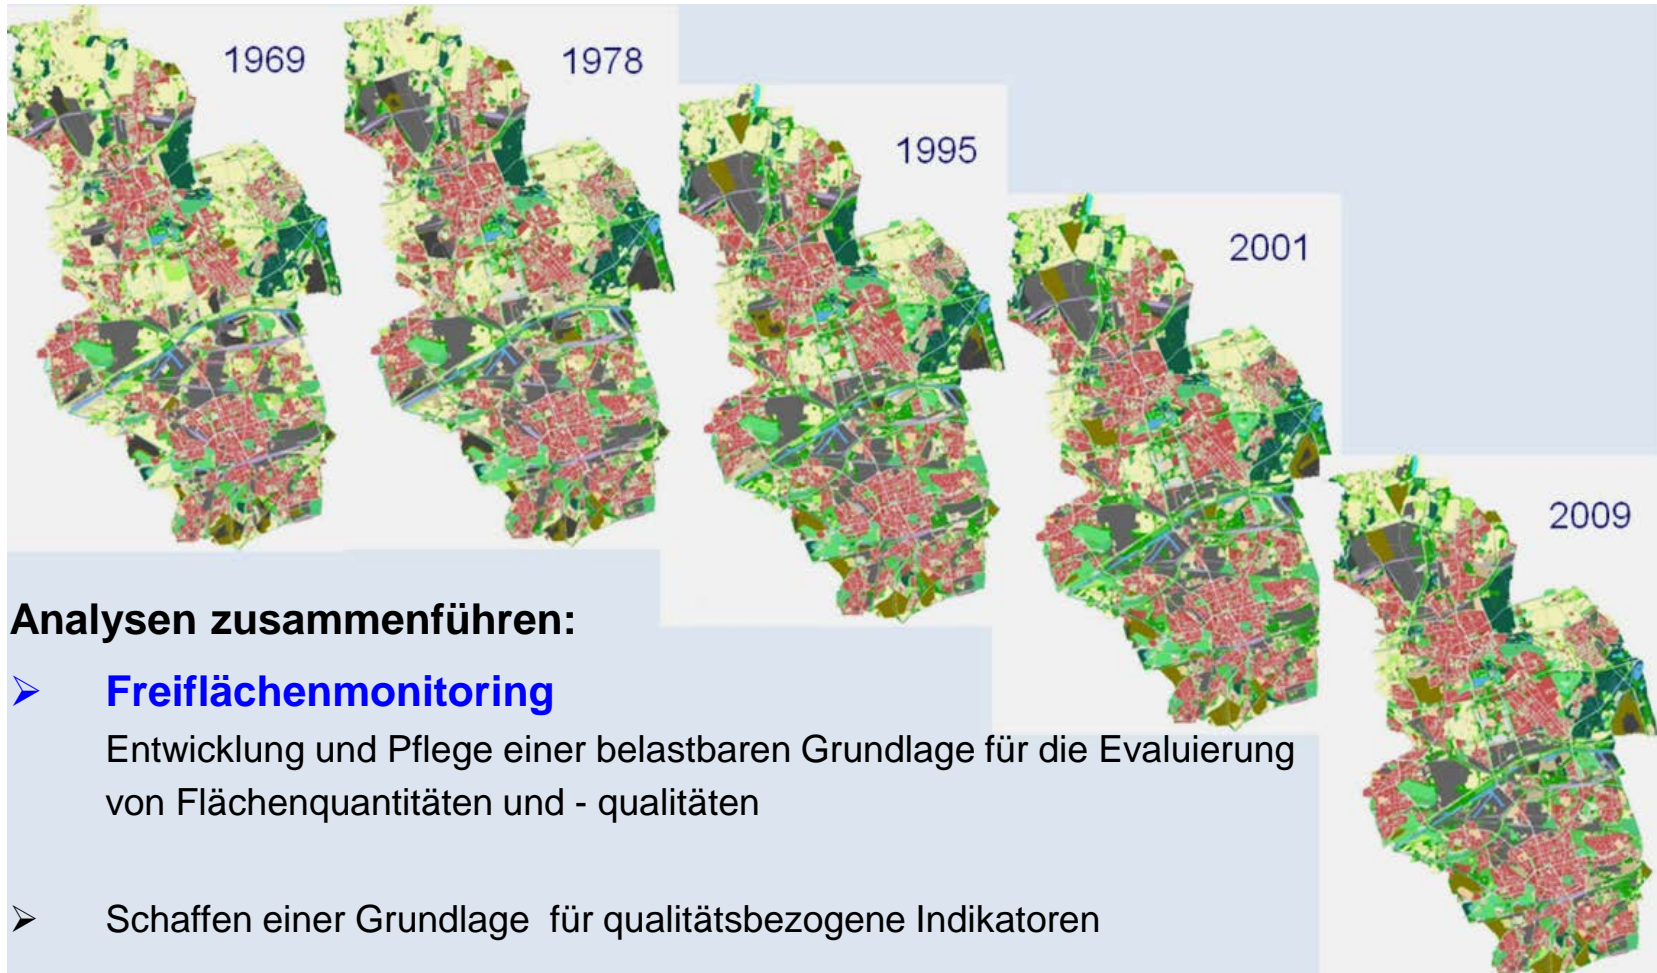 1969
1978
1995
2001
2009
Analysen zusammenführen:
➢ Freiflächenmonitoring
Entwicklung und Pflege einer belastbaren Grundlage für die Evaluierung
von Flächenquantitäten und - qualitäten
➢ Schaffen einer Grundlage für qualitätsbezogene Indikatoren